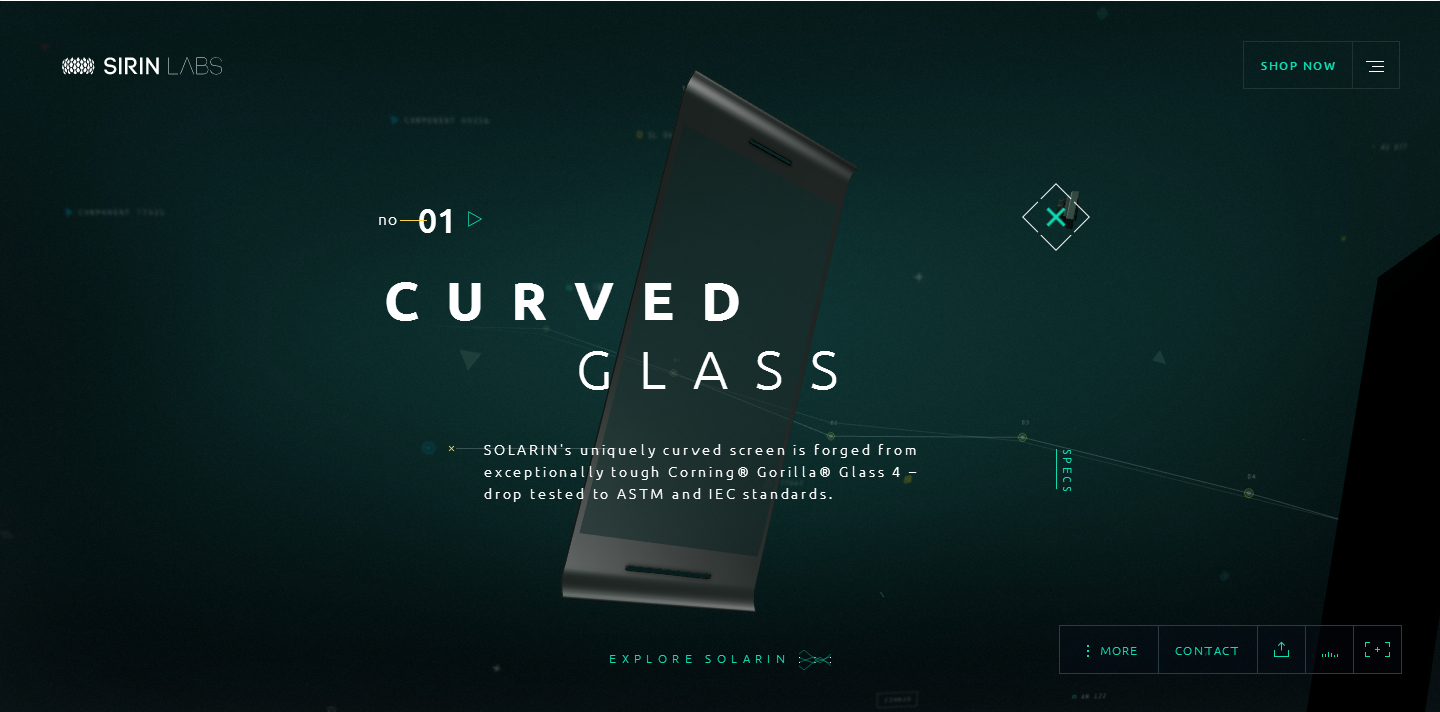 SIRIN LABS
SHOP NOW
no 01
CURVED
GLASS
SOLARIN's uniquely curved screen is forged from
exceptionally tough Corning® Gorilla® Glass 4 –
drop tested to ASTM and IEC standards.
SPECS
EXPLORE SOLARIN
MORE
CONTACT